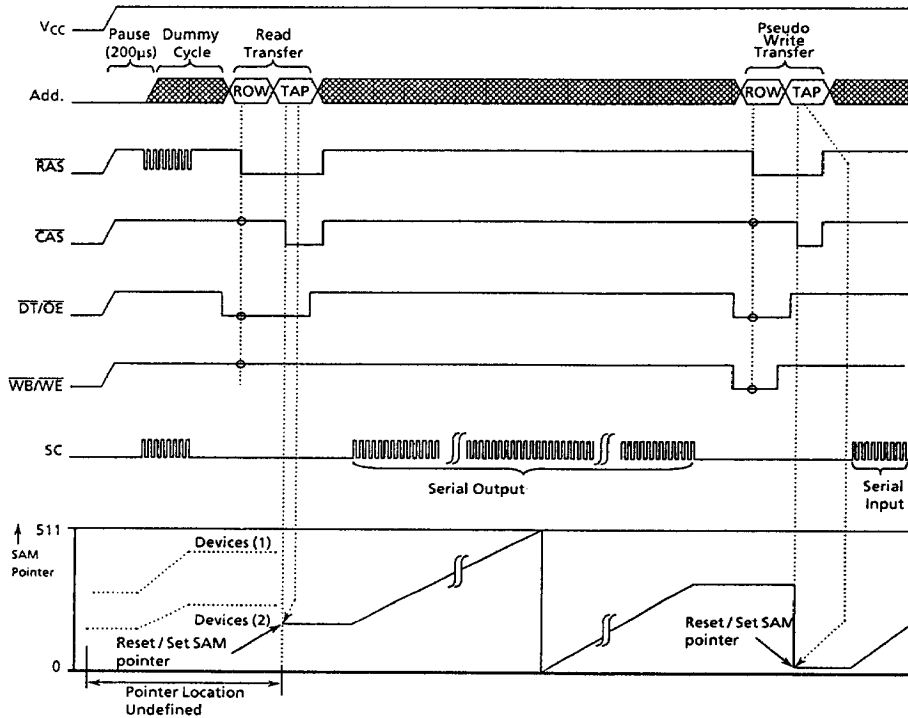 VCC
Pause
(200μs)
Dummy
Cycle
Read
Transfer
Pseudo
Write
Transfer
Add.
ROW
TAP
ROW
TAP
RAS
CAS
DT/OE
WB/WE
SC
Serial Output
Serial
Input
511
SAM
Pointer
Devices (1)
Devices (2)
Reset / Set SAM
pointer
Reset / Set SAM
pointer
0
Pointer Location
Undefined